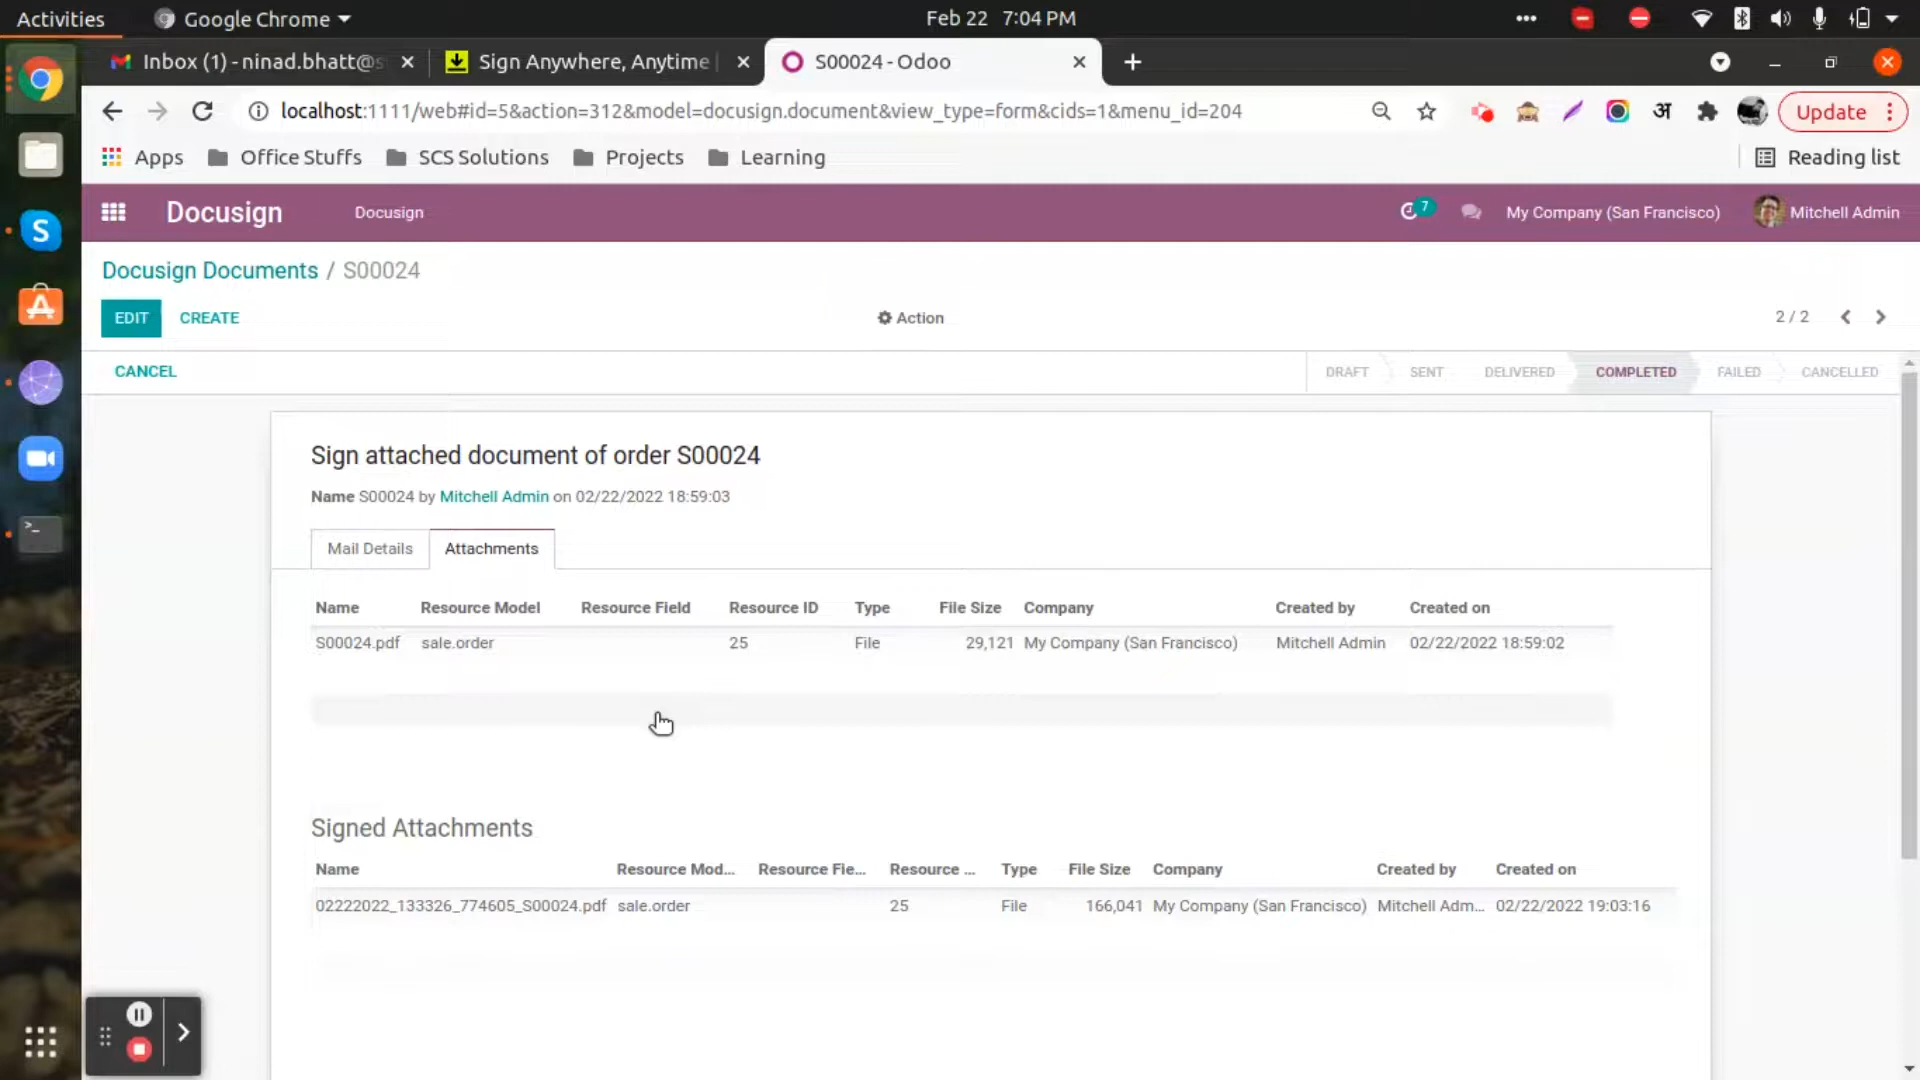 Activities
Google Chrome
Feb 22 7:04 PM
Inbox (1) - ninad.bhatt@s
Sign Anywhere, Anytime |
S00024 - Odoo
localhost:1111/web#id=5&action=312&model=docusign.document&view_type=form&cids=1&menu_id=204
अ
Update
Apps
Office Stuffs
SCS Solutions
Projects
Learning
Reading list
Docusign
Docusign
7
My Company (San Francisco)
Mitchell Admin
Docusign Documents / S00024
EDIT
CREATE
Action
2 / 2
CANCEL
DRAFT
SENT
DELIVERED
COMPLETED
FAILED
CANCELLED
Sign attached document of order S00024
Name S00024 by Mitchell Admin on 02/22/2022 18:59:03
Mail Details
Attachments
Name Resource Model Resource Field Resource ID Type File Size Company Created by Created on
S00024.pdf sale.order 25 File 29,121 My Company (San Francisco) Mitchell Admin 02/22/2022 18:59:02
Signed Attachments
Name Resource Mod... Resource Fie... Resource ... Type File Size Company Created by Created on
02222022_133326_774605_S00024.pdf sale.order 25 File 166,041 My Company (San Francisco) Mitchell Adm... 02/22/2022 19:03:16